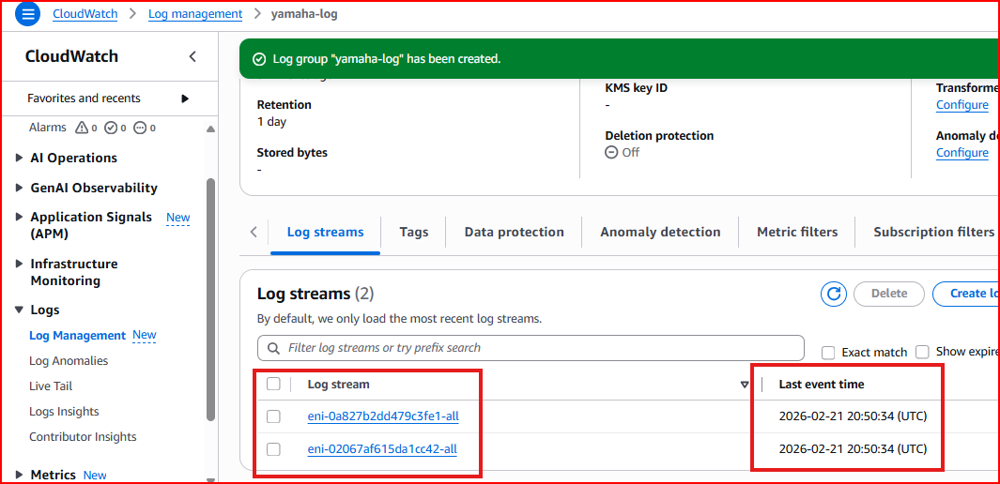 CloudWatch > Log management > yamaha-log
CloudWatch
Favorites and recents
Alarms 0 0 0
AI Operations
GenAI Observability
Application Signals New
(APM)
Infrastructure
Monitoring
Logs
Log Management New
Log Anomalies
Live Tail
Logs Insights
Contributor Insights
Metrics New
Log group "yamaha-log" has been created.
Retention
1 day
Stored bytes
-
KMS key ID
-
Deletion protection
Off
Transforme
Configure
Anomaly de
Configure
Log streams Tags Data protection Anomaly detection Metric filters Subscription filters
Log streams (2)
Delete Create lo
By default, we only load the most recent log streams.
Filter log streams or try prefix search
Exact match Show expire
Log stream Last event time
eni-0a827b2dd479c3fe1-all 2026-02-21 20:50:34 (UTC)
eni-02067af615da1cc42-all 2026-02-21 20:50:34 (UTC)